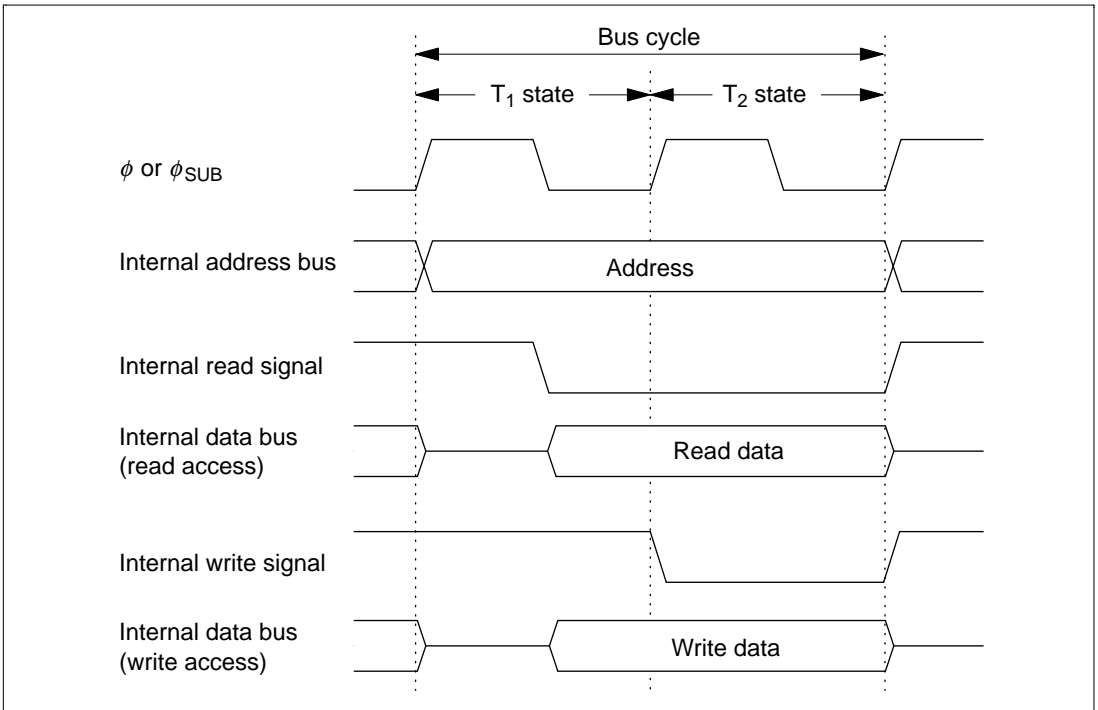 Bus cycle
T₁ state
T₂ state
ϕ or ϕSUB
Internal address bus
Address
Internal read signal
Internal data bus
(read access)
Read data
Internal write signal
Internal data bus
(write access)
Write data